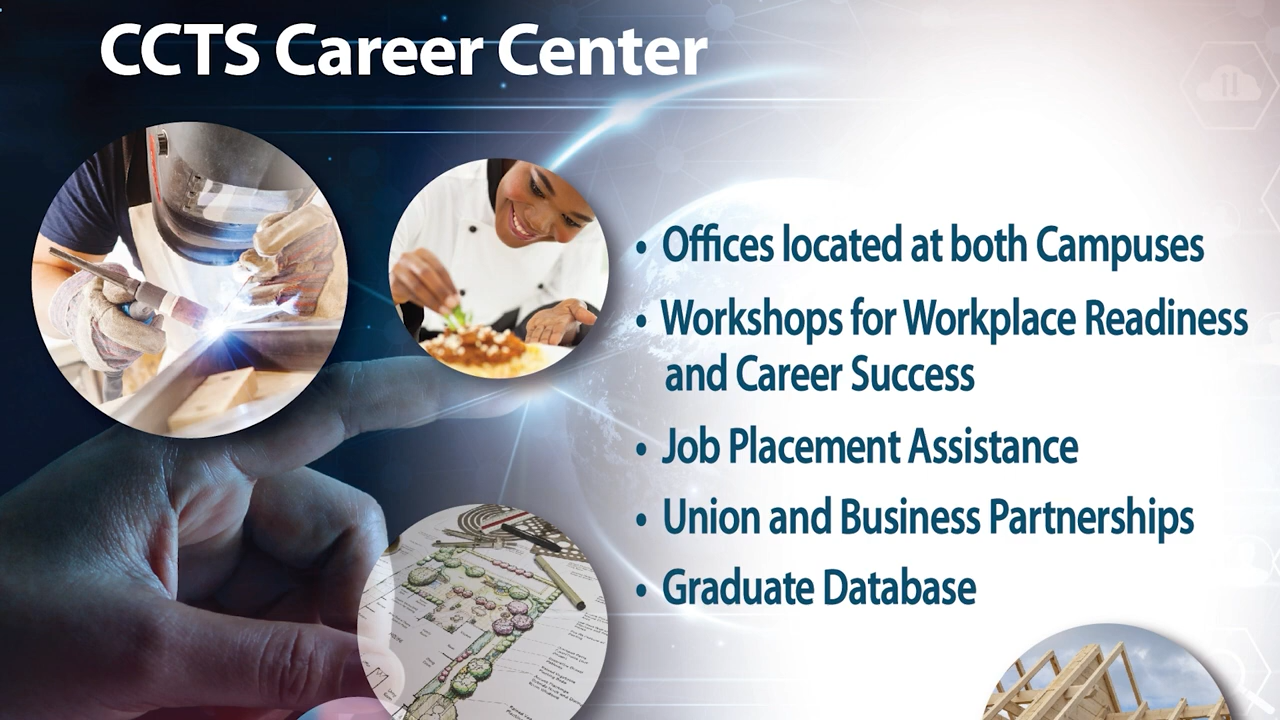 CCTS Career Center
• Offices located at both Campuses
• Workshops for Workplace Readiness
and Career Success
• Job Placement Assistance
• Union and Business Partnerships
• Graduate Database